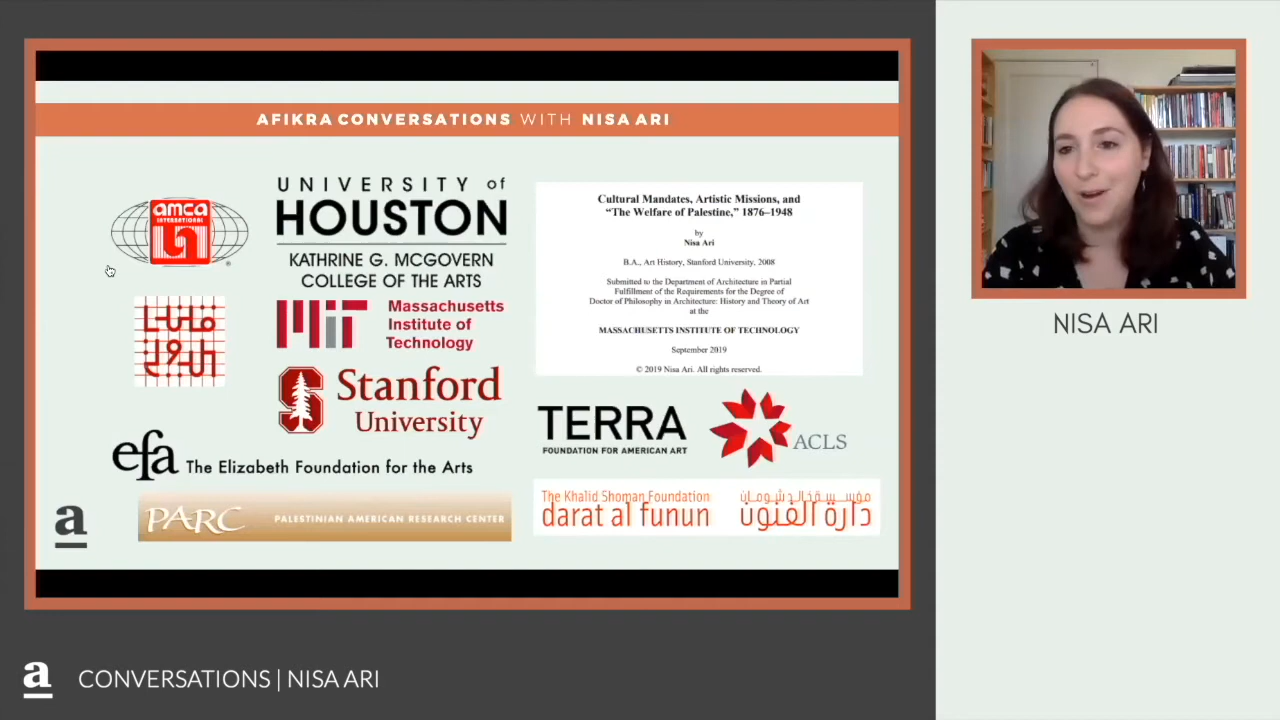 AFIKRA CONVERSATIONS WITH NISA ARI
amca
INTERNATIONAL
UNIVERSITY of
HOUSTON
KATHRINE G. MCGOVERN
COLLEGE OF THE ARTS
MIT Massachusetts
Institute of
Technology
S Stanford
University
efa The Elizabeth Foundation for the Arts
PARC PALESTINIAN AMERICAN RESEARCH CENTER
Cultural Mandates, Artistic Missions, and
“The Welfare of Palestine,” 1876–1948
by
Nisa Ari
B.A., Art History, Stanford University, 2008
Submitted to the Department of Architecture in Partial
Fulfillment of the Requirements for the Degree of
Doctor of Philosophy in Architecture: History and Theory of Art
at the
MASSACHUSETTS INSTITUTE OF TECHNOLOGY
September 2019
© 2019 Nisa Ari. All rights reserved.
TERRA
FOUNDATION FOR AMERICAN ART
ACLS
The Khalid Shoman Foundation
darat al funun
مؤسسة خالد شومان
دارة الفنون
a
NISA ARI
a CONVERSATIONS | NISA ARI